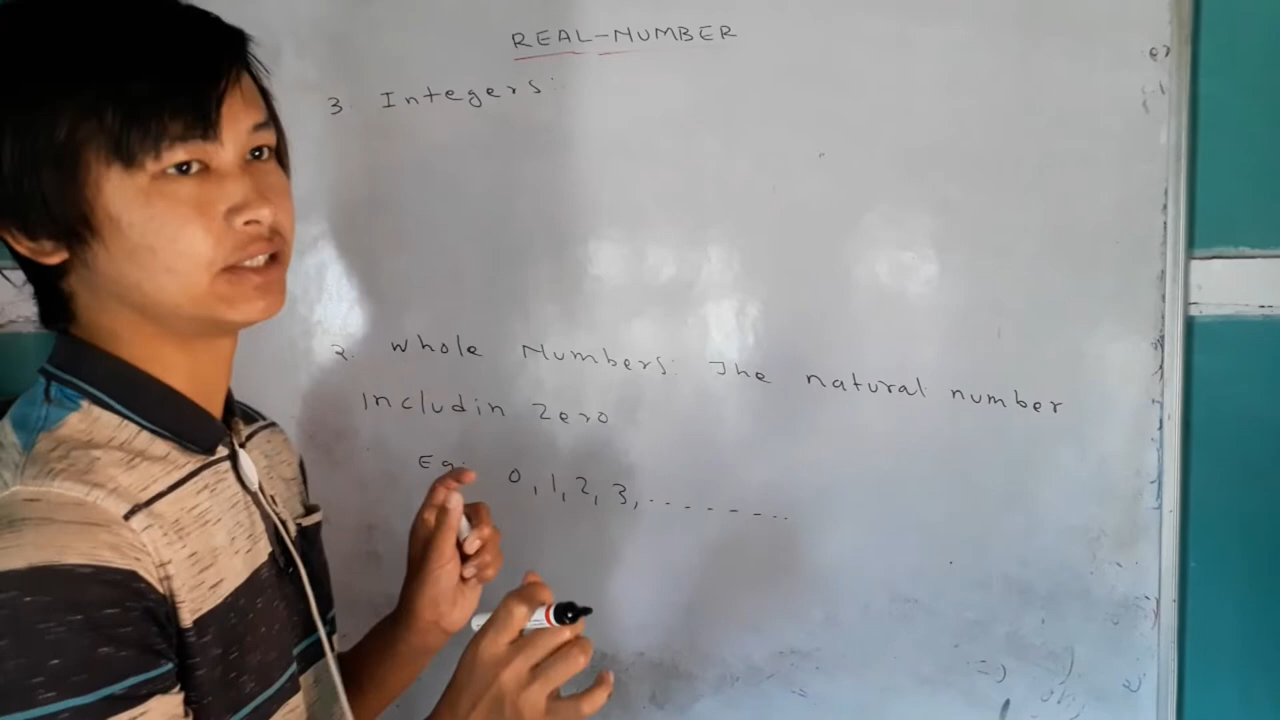 REAL-NUMBER
3. Integers:
2. Whole Numbers: The natural number
includin Zero
Eg: 0, 1, 2, 3, ........